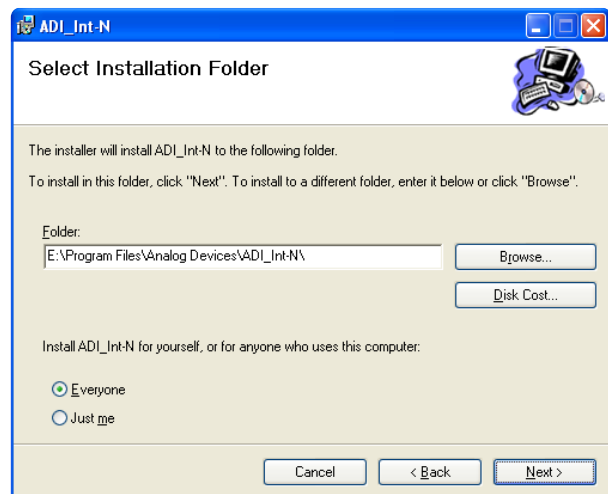 ADI_Int-N
Select Installation Folder
The installer will install ADI_Int-N to the following folder.
To install in this folder, click "Next". To install to a different folder, enter it below or click "Browse".
Folder:
E:\Program Files\Analog Devices\ADI_Int-N\
Browse...
Disk Cost...
Install ADI_Int-N for yourself, or for anyone who uses this computer:
Everyone
Just me
Cancel
< Back
Next >